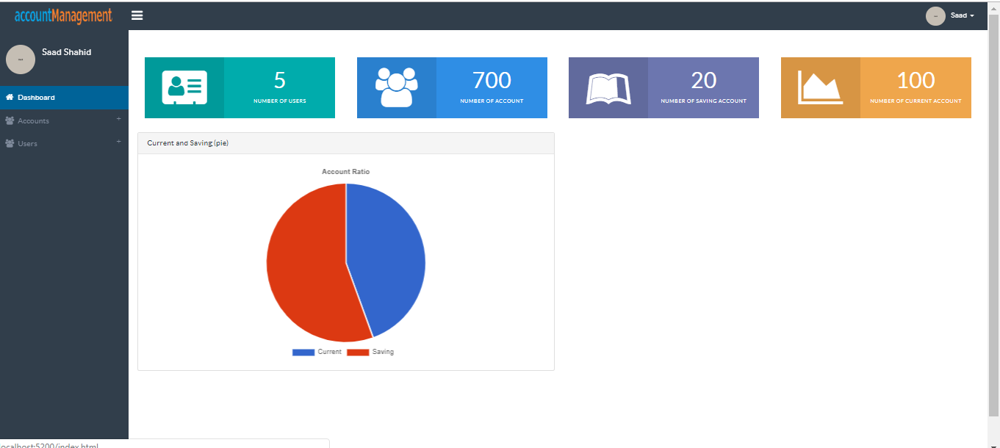 accountManagement
Saad
Saad Shahid
Dashboard
Accounts +
Users +
5
NUMBER OF USERS
700
NUMBER OF ACCOUNT
20
NUMBER OF SAVING ACCOUNT
100
NUMBER OF CURRENT ACCOUNT
Current and Saving (pie)
Account Ratio
Current Saving
localhost:5200/index.html